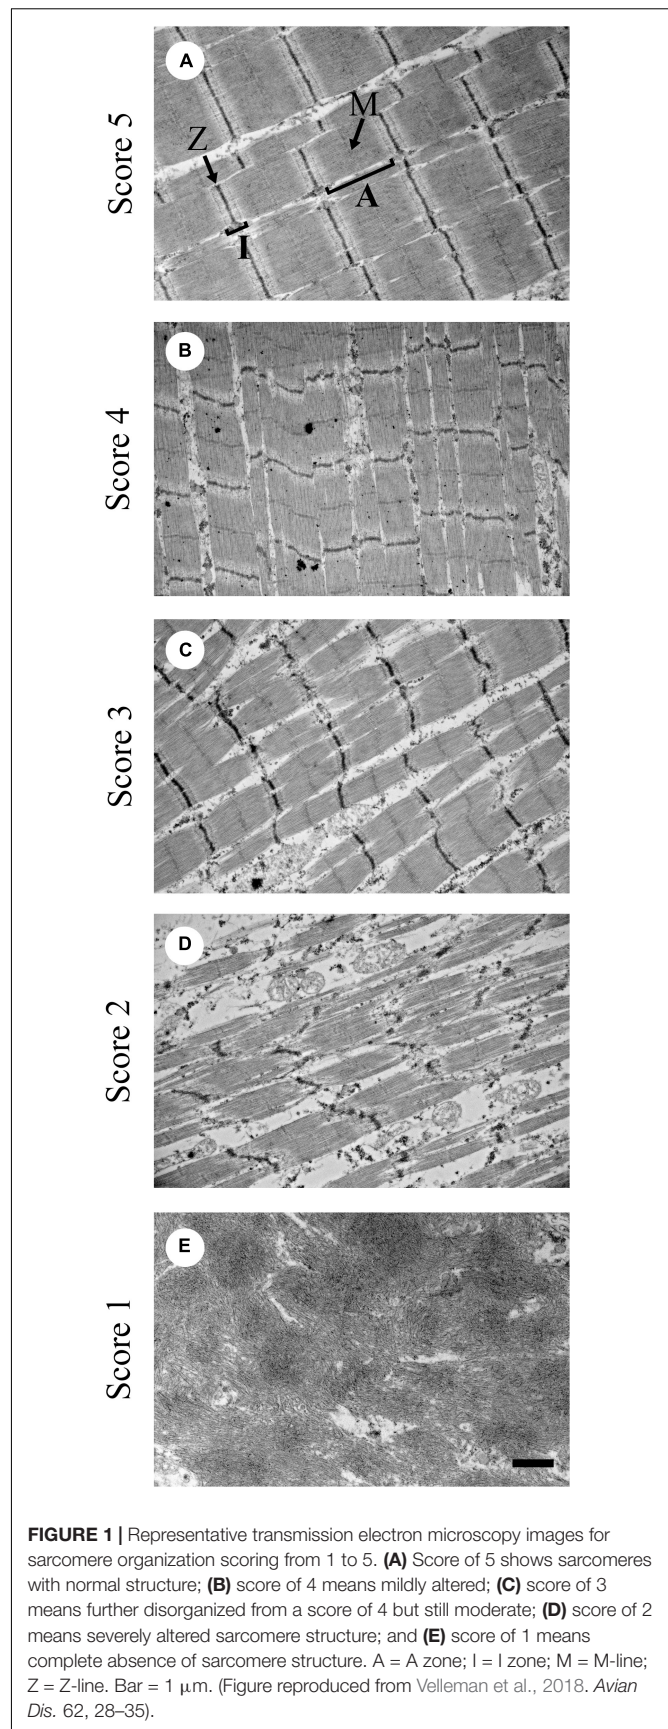 Score 5
A
Z
M
A
I
Score 4
B
Score 3
C
Score 2
D
Score 1
E
FIGURE 1 | Representative transmission electron microscopy images for
sarcomere organization scoring from 1 to 5. (A) Score of 5 shows sarcomeres
with normal structure; (B) score of 4 means mildly altered; (C) score of 3
means further disorganized from a score of 4 but still moderate; (D) score of 2
means severely altered sarcomere structure; and (E) score of 1 means
complete absence of sarcomere structure. A = A zone; I = I zone; M = M-line;
Z = Z-line. Bar = 1 μm. (Figure reproduced from Velleman et al., 2018. Avian
Dis. 62, 28–35).